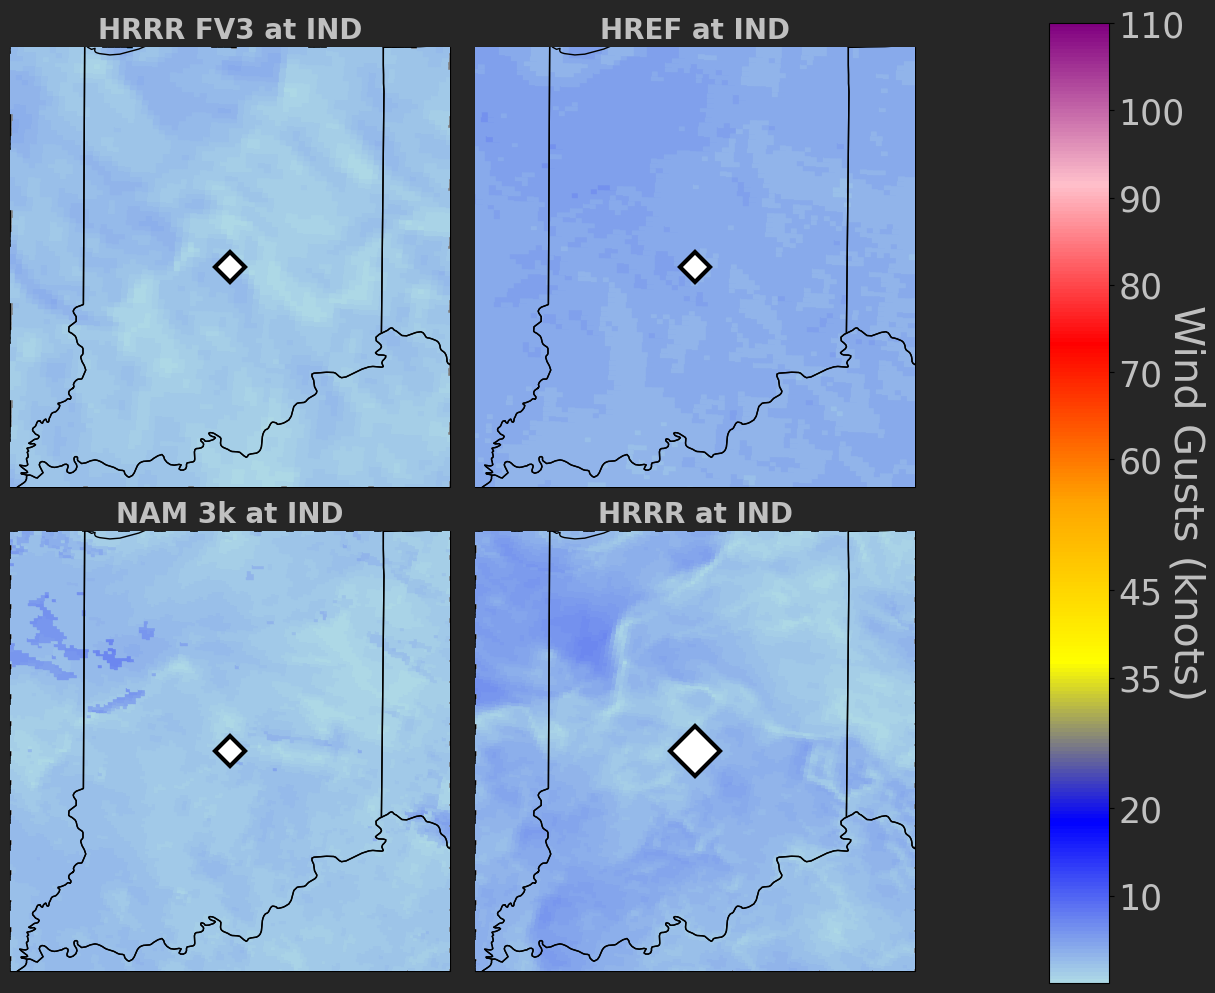 HRRR FV3 at IND
HREF at IND
NAM 3k at IND
HRRR at IND
110
100
90
80
70
60
45
35
20
10
Wind Gusts (knots)